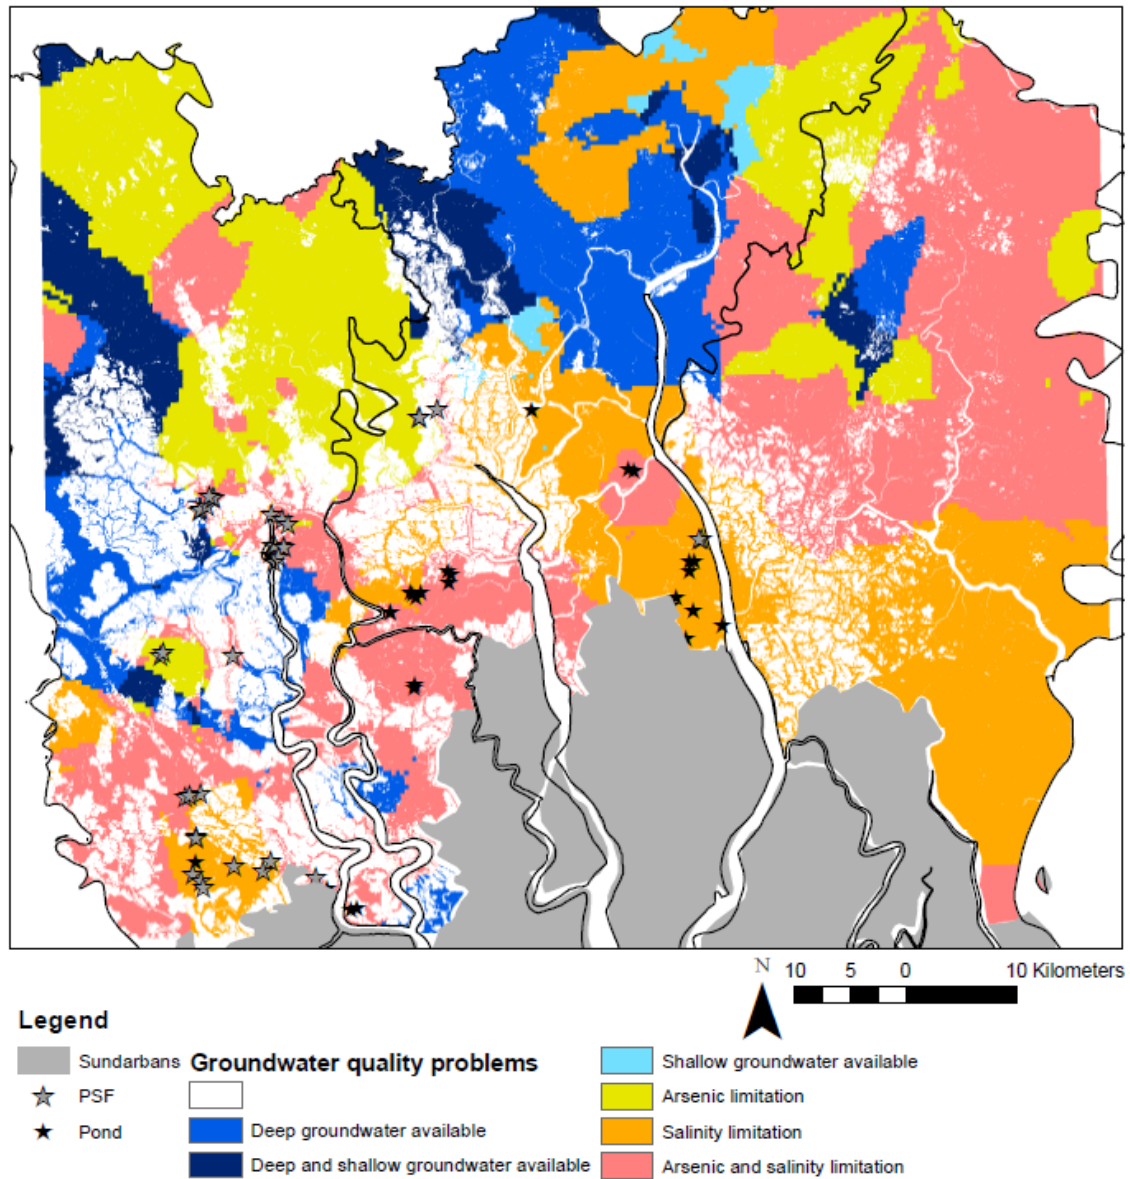 N
10 5 0 10 Kilometers
Legend
Sundarbans
PSF
Pond
Groundwater quality problems
Deep groundwater available
Deep and shallow groundwater available
Shallow groundwater available
Arsenic limitation
Salinity limitation
Arsenic and salinity limitation